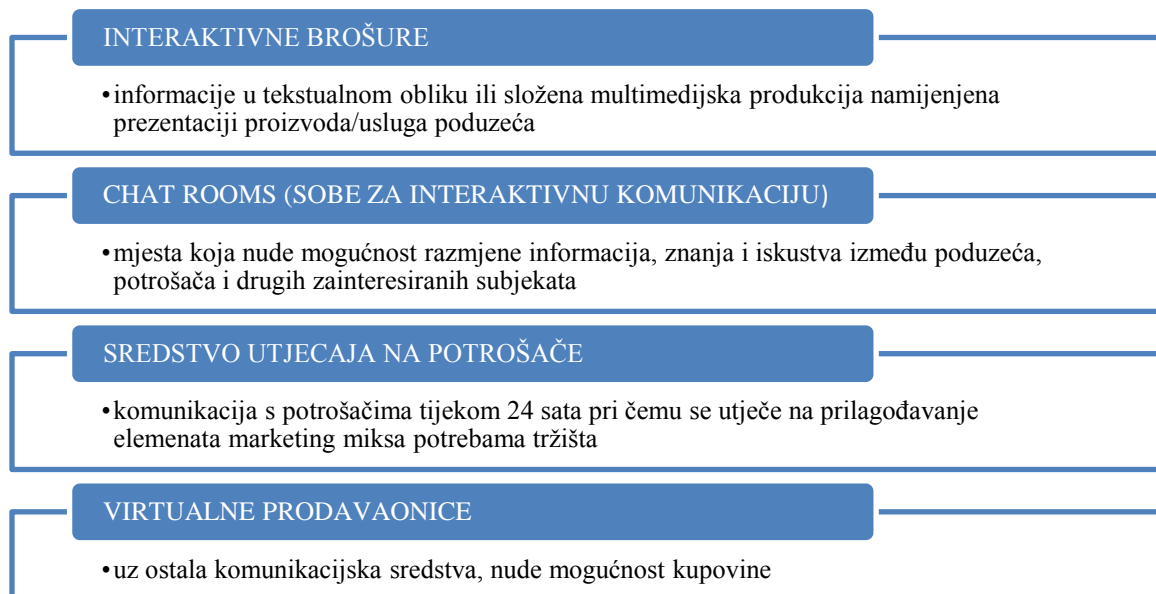 INTERAKTIVNE BROŠURE
•informacije u tekstualnom obliku ili složena multimedijska produkcija namijenjena
prezentaciji proizvoda/usluga poduzeća
CHAT ROOMS (SOBE ZA INTERAKTIVNU KOMUNIKACIJU)
•mjesta koja nude mogućnost razmjene informacija, znanja i iskustva između poduzeća,
potrošača i drugih zainteresiranih subjekata
SREDSTVO UTJECAJA NA POTROŠAČE
•komunikacija s potrošačima tijekom 24 sata pri čemu se utječe na prilagođavanje
elemenata marketing miksa potrebama tržišta
VIRTUALNE PRODAVAONICE
•uz ostala komunikacijska sredstva, nude mogućnost kupovine